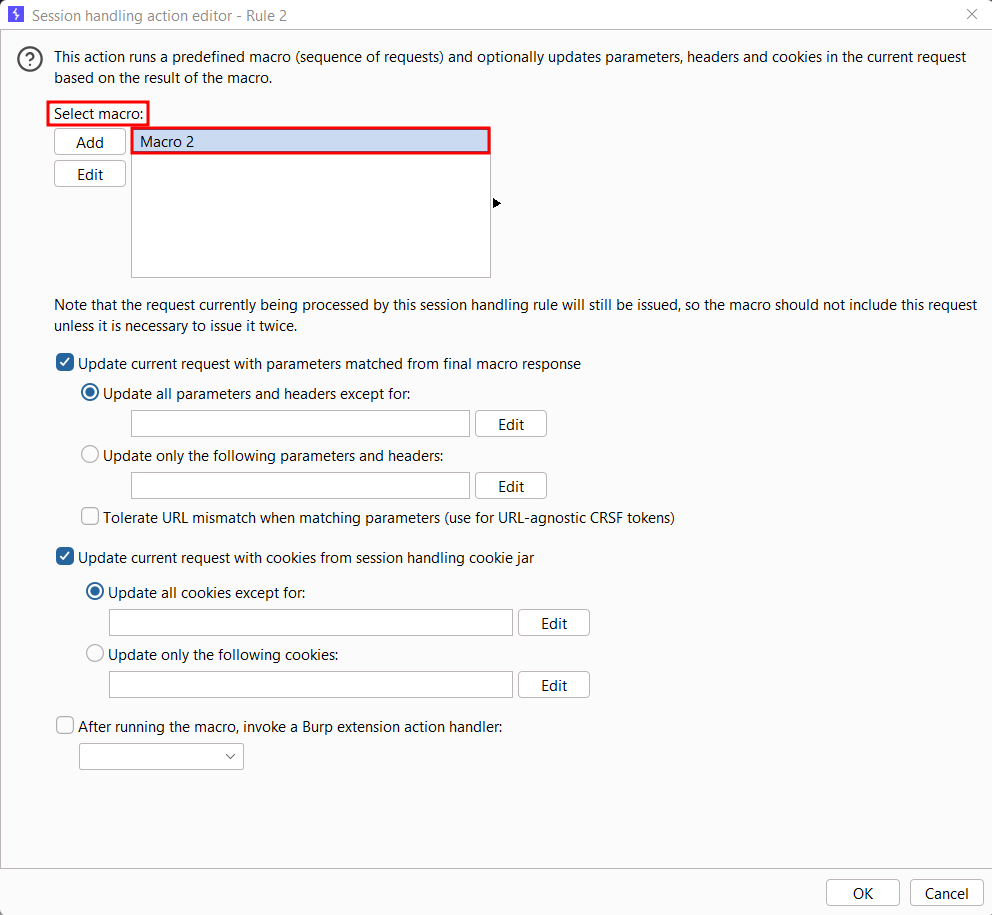 Session handling action editor - Rule 2
This action runs a predefined macro (sequence of requests) and optionally updates parameters, headers and cookies in the current request
based on the result of the macro.
Select macro:
Add
Macro 2
Edit
Note that the request currently being processed by this session handling rule will still be issued, so the macro should not include this request
unless it is necessary to issue it twice.
Update current request with parameters matched from final macro response
Update all parameters and headers except for:
Edit
Update only the following parameters and headers:
Edit
Tolerate URL mismatch when matching parameters (use for URL-agnostic CRSF tokens)
Update current request with cookies from session handling cookie jar
Update all cookies except for:
Edit
Update only the following cookies:
Edit
After running the macro, invoke a Burp extension action handler:
OK
Cancel